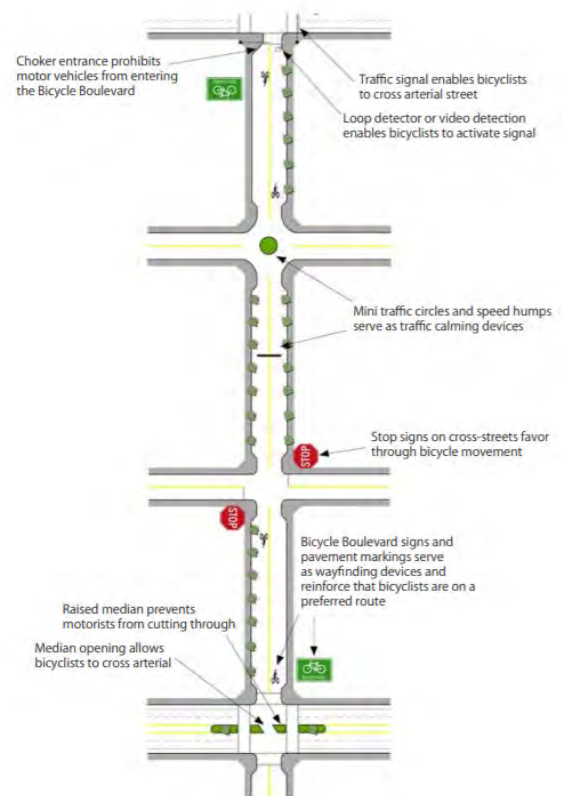 Choker entrance prohibits
motor vehicles from entering
the Bicycle Boulevard
Traffic signal enables bicyclists
to cross arterial street
Loop detector or video detection
enables bicyclists to activate signal
Mini traffic circles and speed humps
serve as traffic calming devices
Stop signs on cross-streets favor
through bicycle movement
STOP
STOP
Bicycle Boulevard signs and
pavement markings serve
as wayfinding devices and
reinforce that bicyclists are on a
preferred route
Raised median prevents
motorists from cutting through
Median opening allows
bicyclists to cross arterial